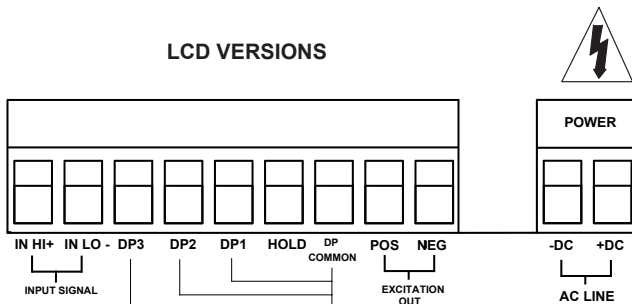 LCD VERSIONS
POWER
IN HI+ IN LO - DP3 DP2 DP1 HOLD DP COMMON POS NEG -DC +DC
INPUT SIGNAL
EXCITATION OUT
AC LINE